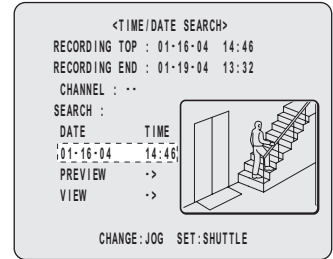 <TIME/DATE SEARCH>
RECORDING TOP : 01-16-04 14:46
RECORDING END : 01-19-04 13:32
CHANNEL : --
SEARCH :
DATE TIME
01-16-04 14:46
PREVIEW ->
VIEW ->
CHANGE:JOG SET:SHUTTLE